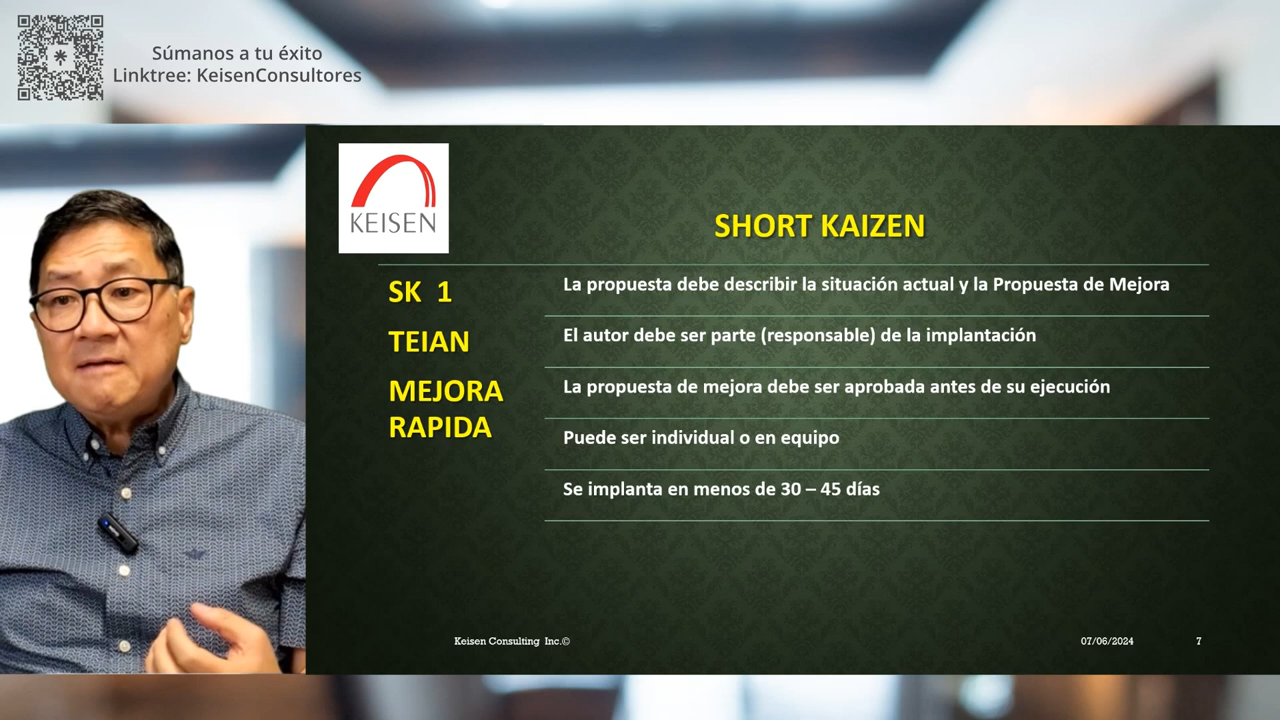 Súmanos a tu éxito
Linktree: KeisenConsultores
KEISEN
SHORT KAIZEN
SK 1
TEIAN
MEJORA
RAPIDA
La propuesta debe describir la situación actual y la Propuesta de Mejora
El autor debe ser parte (responsable) de la implantación
La propuesta de mejora debe ser aprobada antes de su ejecución
Puede ser individual o en equipo
Se implanta en menos de 30 – 45 días
Keisen Consulting Inc.©
07/06/2024
7